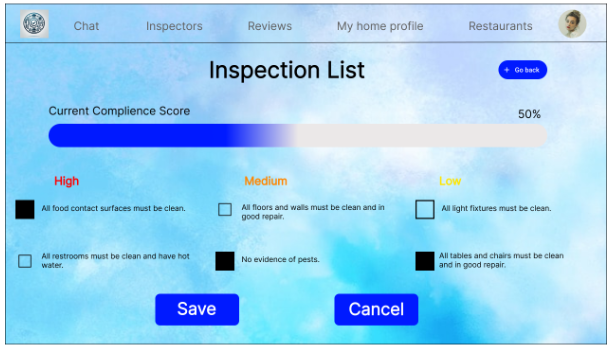 Chat Inspectors Reviews My home profile Restaurants
Inspection List
+ Go back
Current Complience Score
50%
High
Medium
Low
All food contact surfaces must be clean.
All floors and walls must be clean and in
good repair.
All light fixtures must be clean.
All restrooms must be clean and have hot
water.
No evidence of pests.
All tables and chairs must be clean
and in good repair.
Save
Cancel